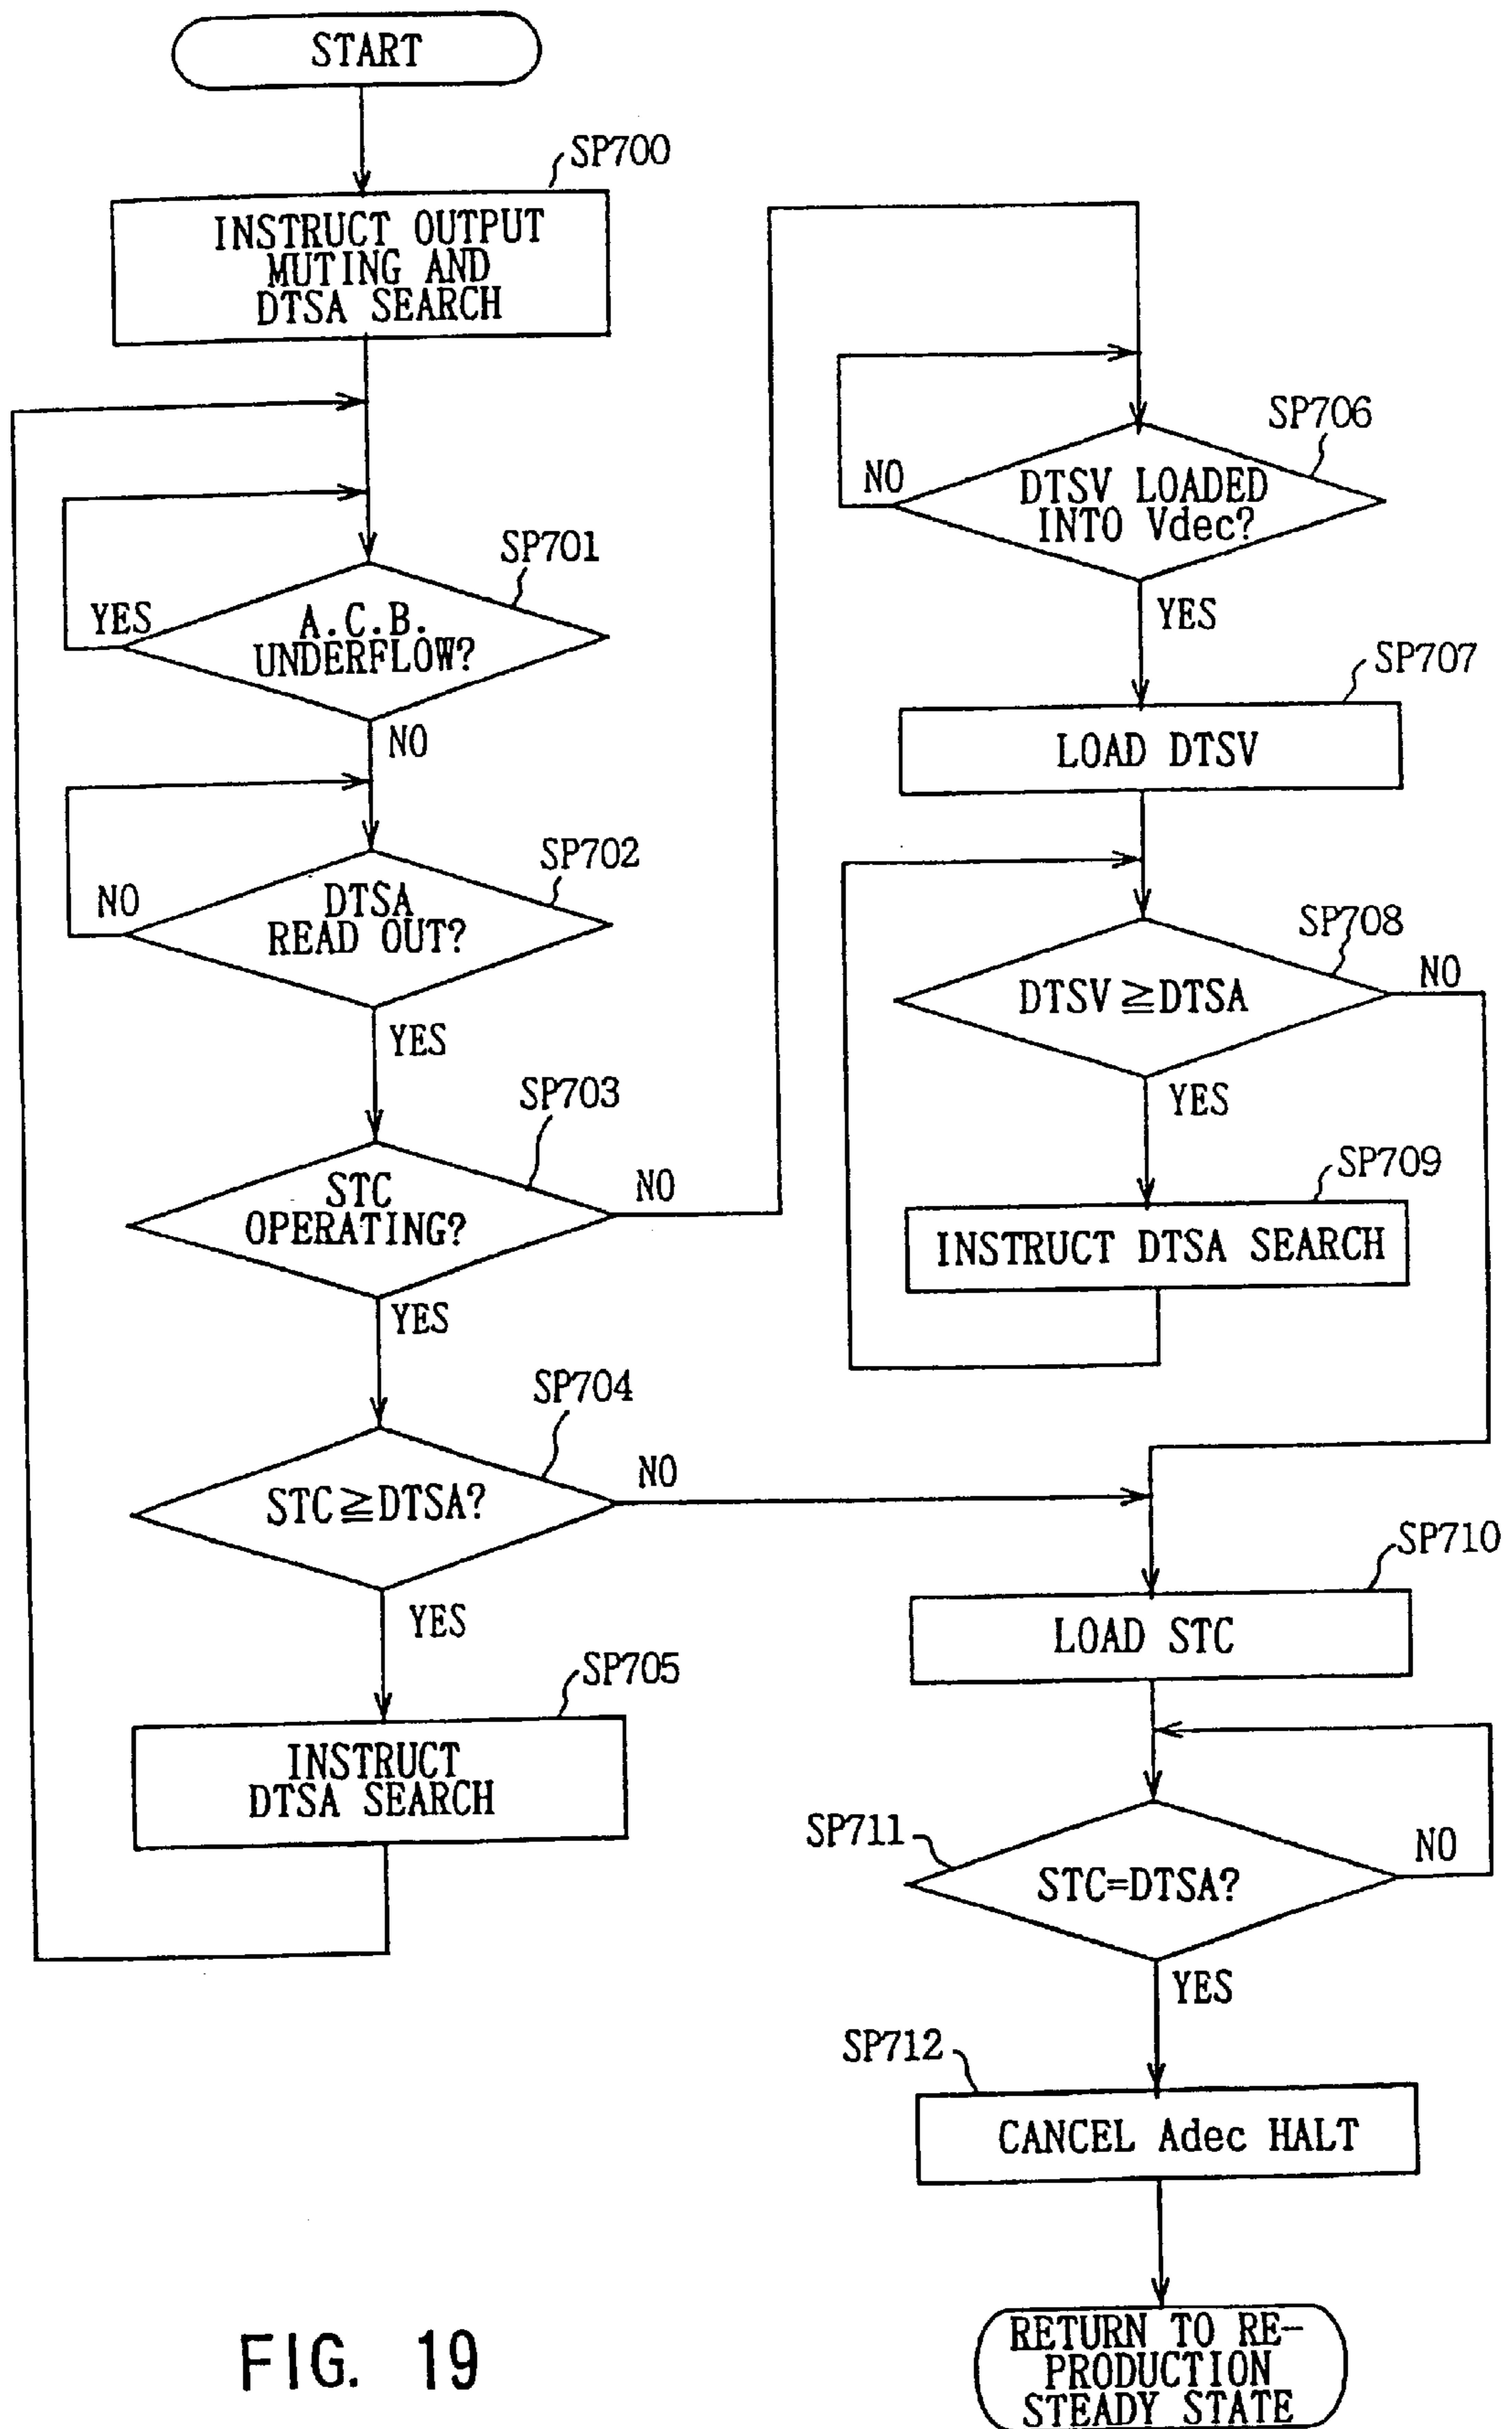 START
SP700
INSTRUCT OUTPUT
MUTING AND
DTSA SEARCH
SP701
YES
A.C.B.
UNDERFLOW?
NO
SP702
NO
DTSA
READ OUT?
YES
SP703
STC
OPERATING?
NO
YES
SP704
STC≧DTSA?
NO
YES
SP705
INSTRUCT
DTSA SEARCH
SP706
NO
DTSV LOADED
INTO Vdec?
YES
SP707
LOAD DTSV
SP708
DTSV≧DTSA
NO
YES
SP709
INSTRUCT DTSA SEARCH
SP710
LOAD STC
SP711
STC=DTSA?
NO
YES
SP712
CANCEL Adec HALT
RETURN TO RE-
PRODUCTION
STEADY STATE
FIG. 19